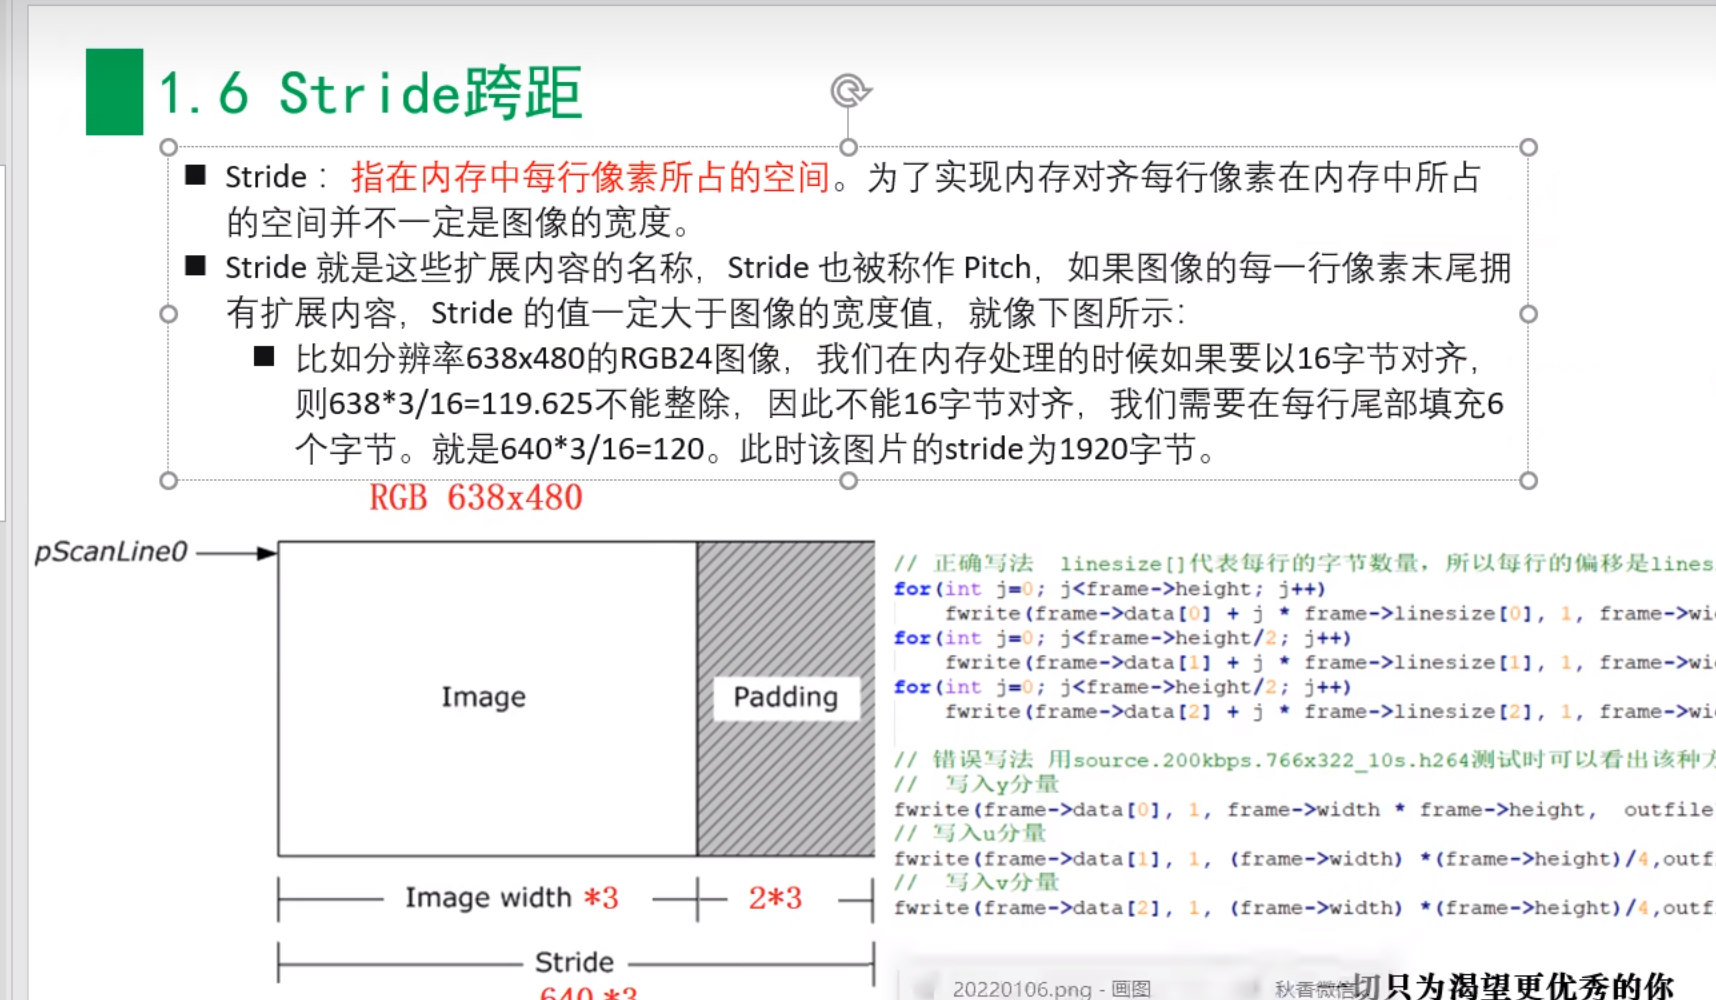 1.6 Stride跨距
■ Stride：指在内存中每行像素所占的空间。为了实现内存对齐每行像素在内存中所占
的空间并不一定是图像的宽度。
■ Stride 就是这些扩展内容的名称，Stride 也被称作 Pitch，如果图像的每一行像素末尾拥
有扩展内容，Stride 的值一定大于图像的宽度值，就像下图所示：
■ 比如分辨率638x480的RGB24图像，我们在内存处理的时候如果要以16字节对齐，
则638*3/16=119.625不能整除，因此不能16字节对齐，我们需要在每行尾部填充6
个字节。就是640*3/16=120。此时该图片的stride为1920字节。
RGB 638x480
pScanLine0
Image
Padding
Image width *3
2*3
Stride
640 *3
// 正确写法 linesize[]代表每行的字节数量，所以每行的偏移是lines
for(int j=0; j<frame->height; j++)
fwrite(frame->data[0] + j * frame->linesize[0], 1, frame->wi
for(int j=0; j<frame->height/2; j++)
fwrite(frame->data[1] + j * frame->linesize[1], 1, frame->wi
for(int j=0; j<frame->height/2; j++)
fwrite(frame->data[2] + j * frame->linesize[2], 1, frame->wi
// 错误写法 用source.200kbps.766x322_10s.h264测试时可以看出该种方
// 写入y分量
fwrite(frame->data[0], 1, frame->width * frame->height, outfile
// 写入u分量
fwrite(frame->data[1], 1, (frame->width) *(frame->height)/4,outf
// 写入v分量
fwrite(frame->data[2], 1, (frame->width) *(frame->height)/4,outf
20220106.png - 画图
秋香微信
切只为渴望更优秀的你